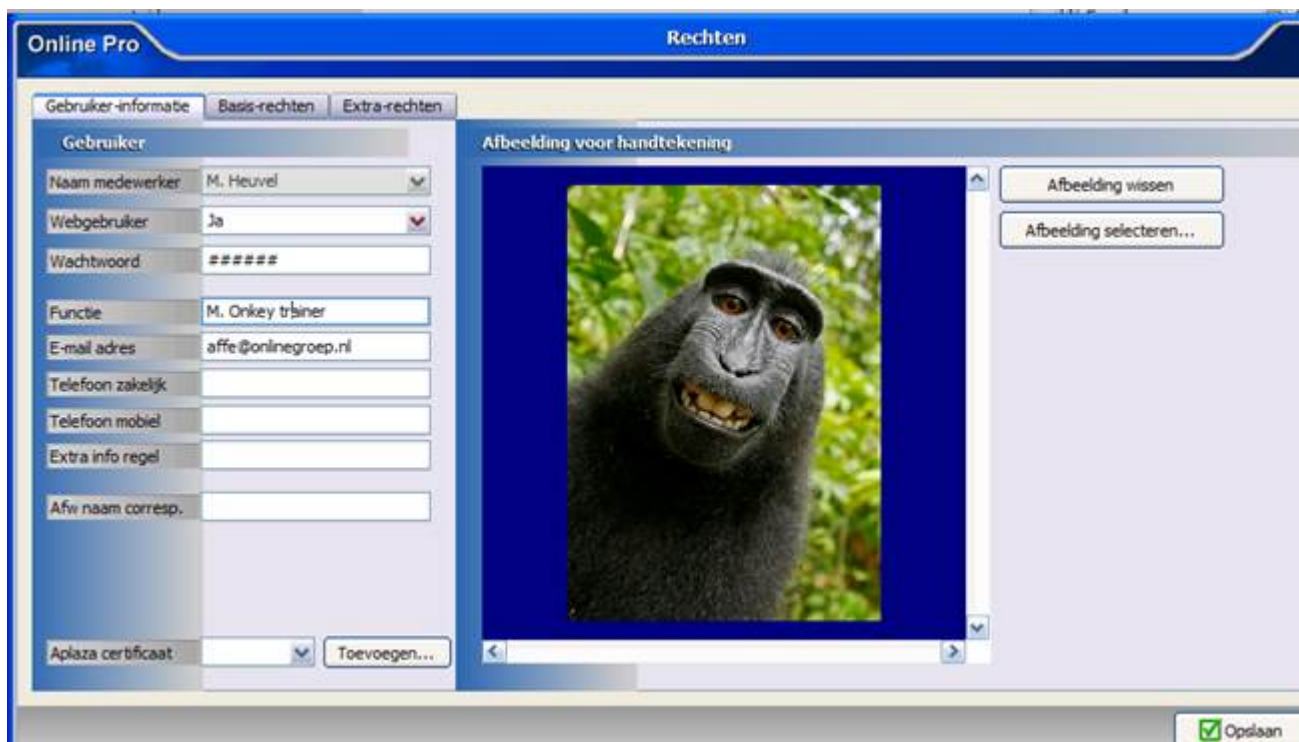 Online Pro
Rechten
Gebruiker-informatie
Basis-rechten
Extra-rechten
Gebruiker
Naam medewerker M. Heuvel
Webgebruiker Ja
Wachtwoord ######
Functie M. Onkey trainer
E-mail adres affe@onlinegroep.nl
Telefoon zakelijk
Telefoon mobiel
Extra info regel
Afw naam corresp.
Aplaza certificaat
Toevoegen...
Afbeelding voor handtekening
Afbeelding wissen
Afbeelding selecteren...
Opslaan